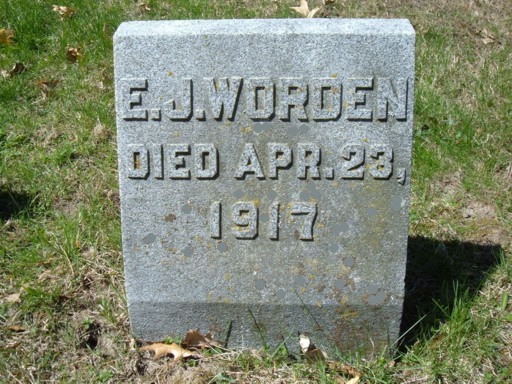 E.J.WORDEN
DIED APR.23,
1917